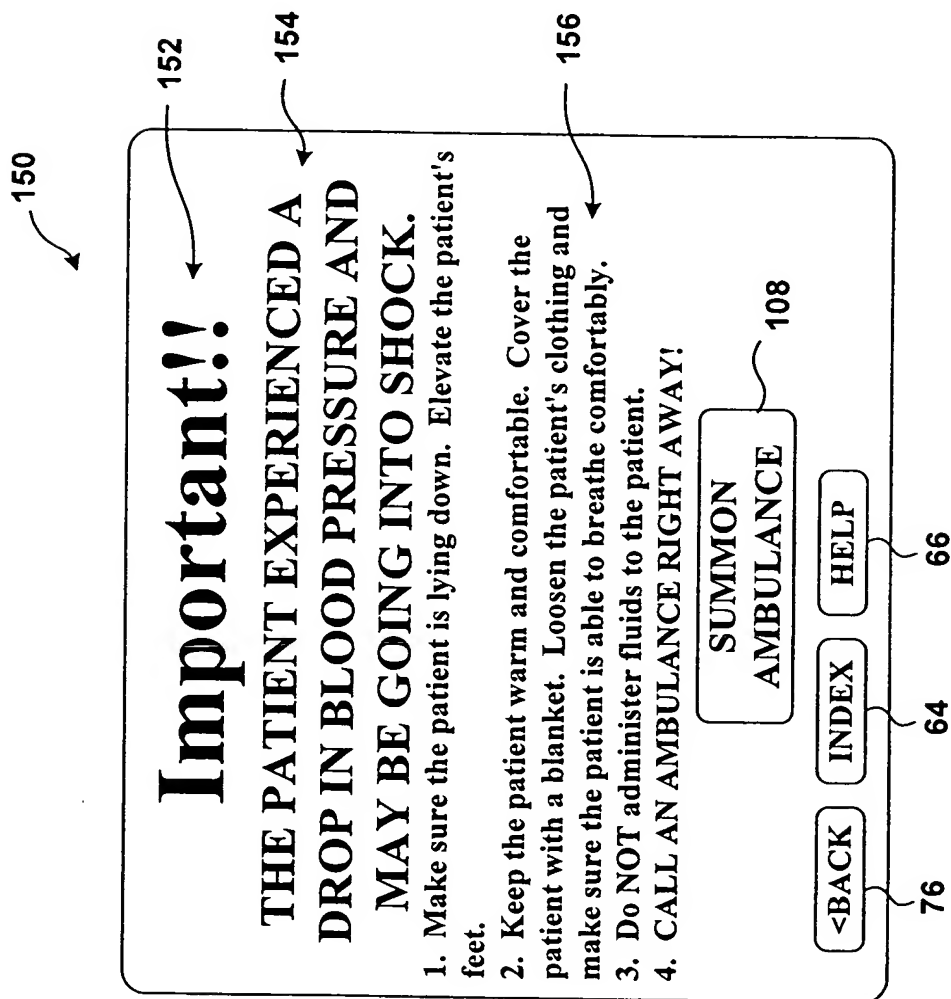 150
Important!!
152
THE PATIENT EXPERIENCED A
154
DROP IN BLOOD PRESSURE AND
MAY BE GOING INTO SHOCK.
1. Make sure the patient is lying down. Elevate the patient's
feet.
2. Keep the patient warm and comfortable. Cover the
patient with a blanket. Loosen the patient's clothing and
156
make sure the patient is able to breathe comfortably.
3. Do NOT administer fluids to the patient.
4. CALL AN AMBULANCE RIGHT AWAY!
SUMMON
AMBULANCE
108
<BACK
INDEX
HELP
76
64
66